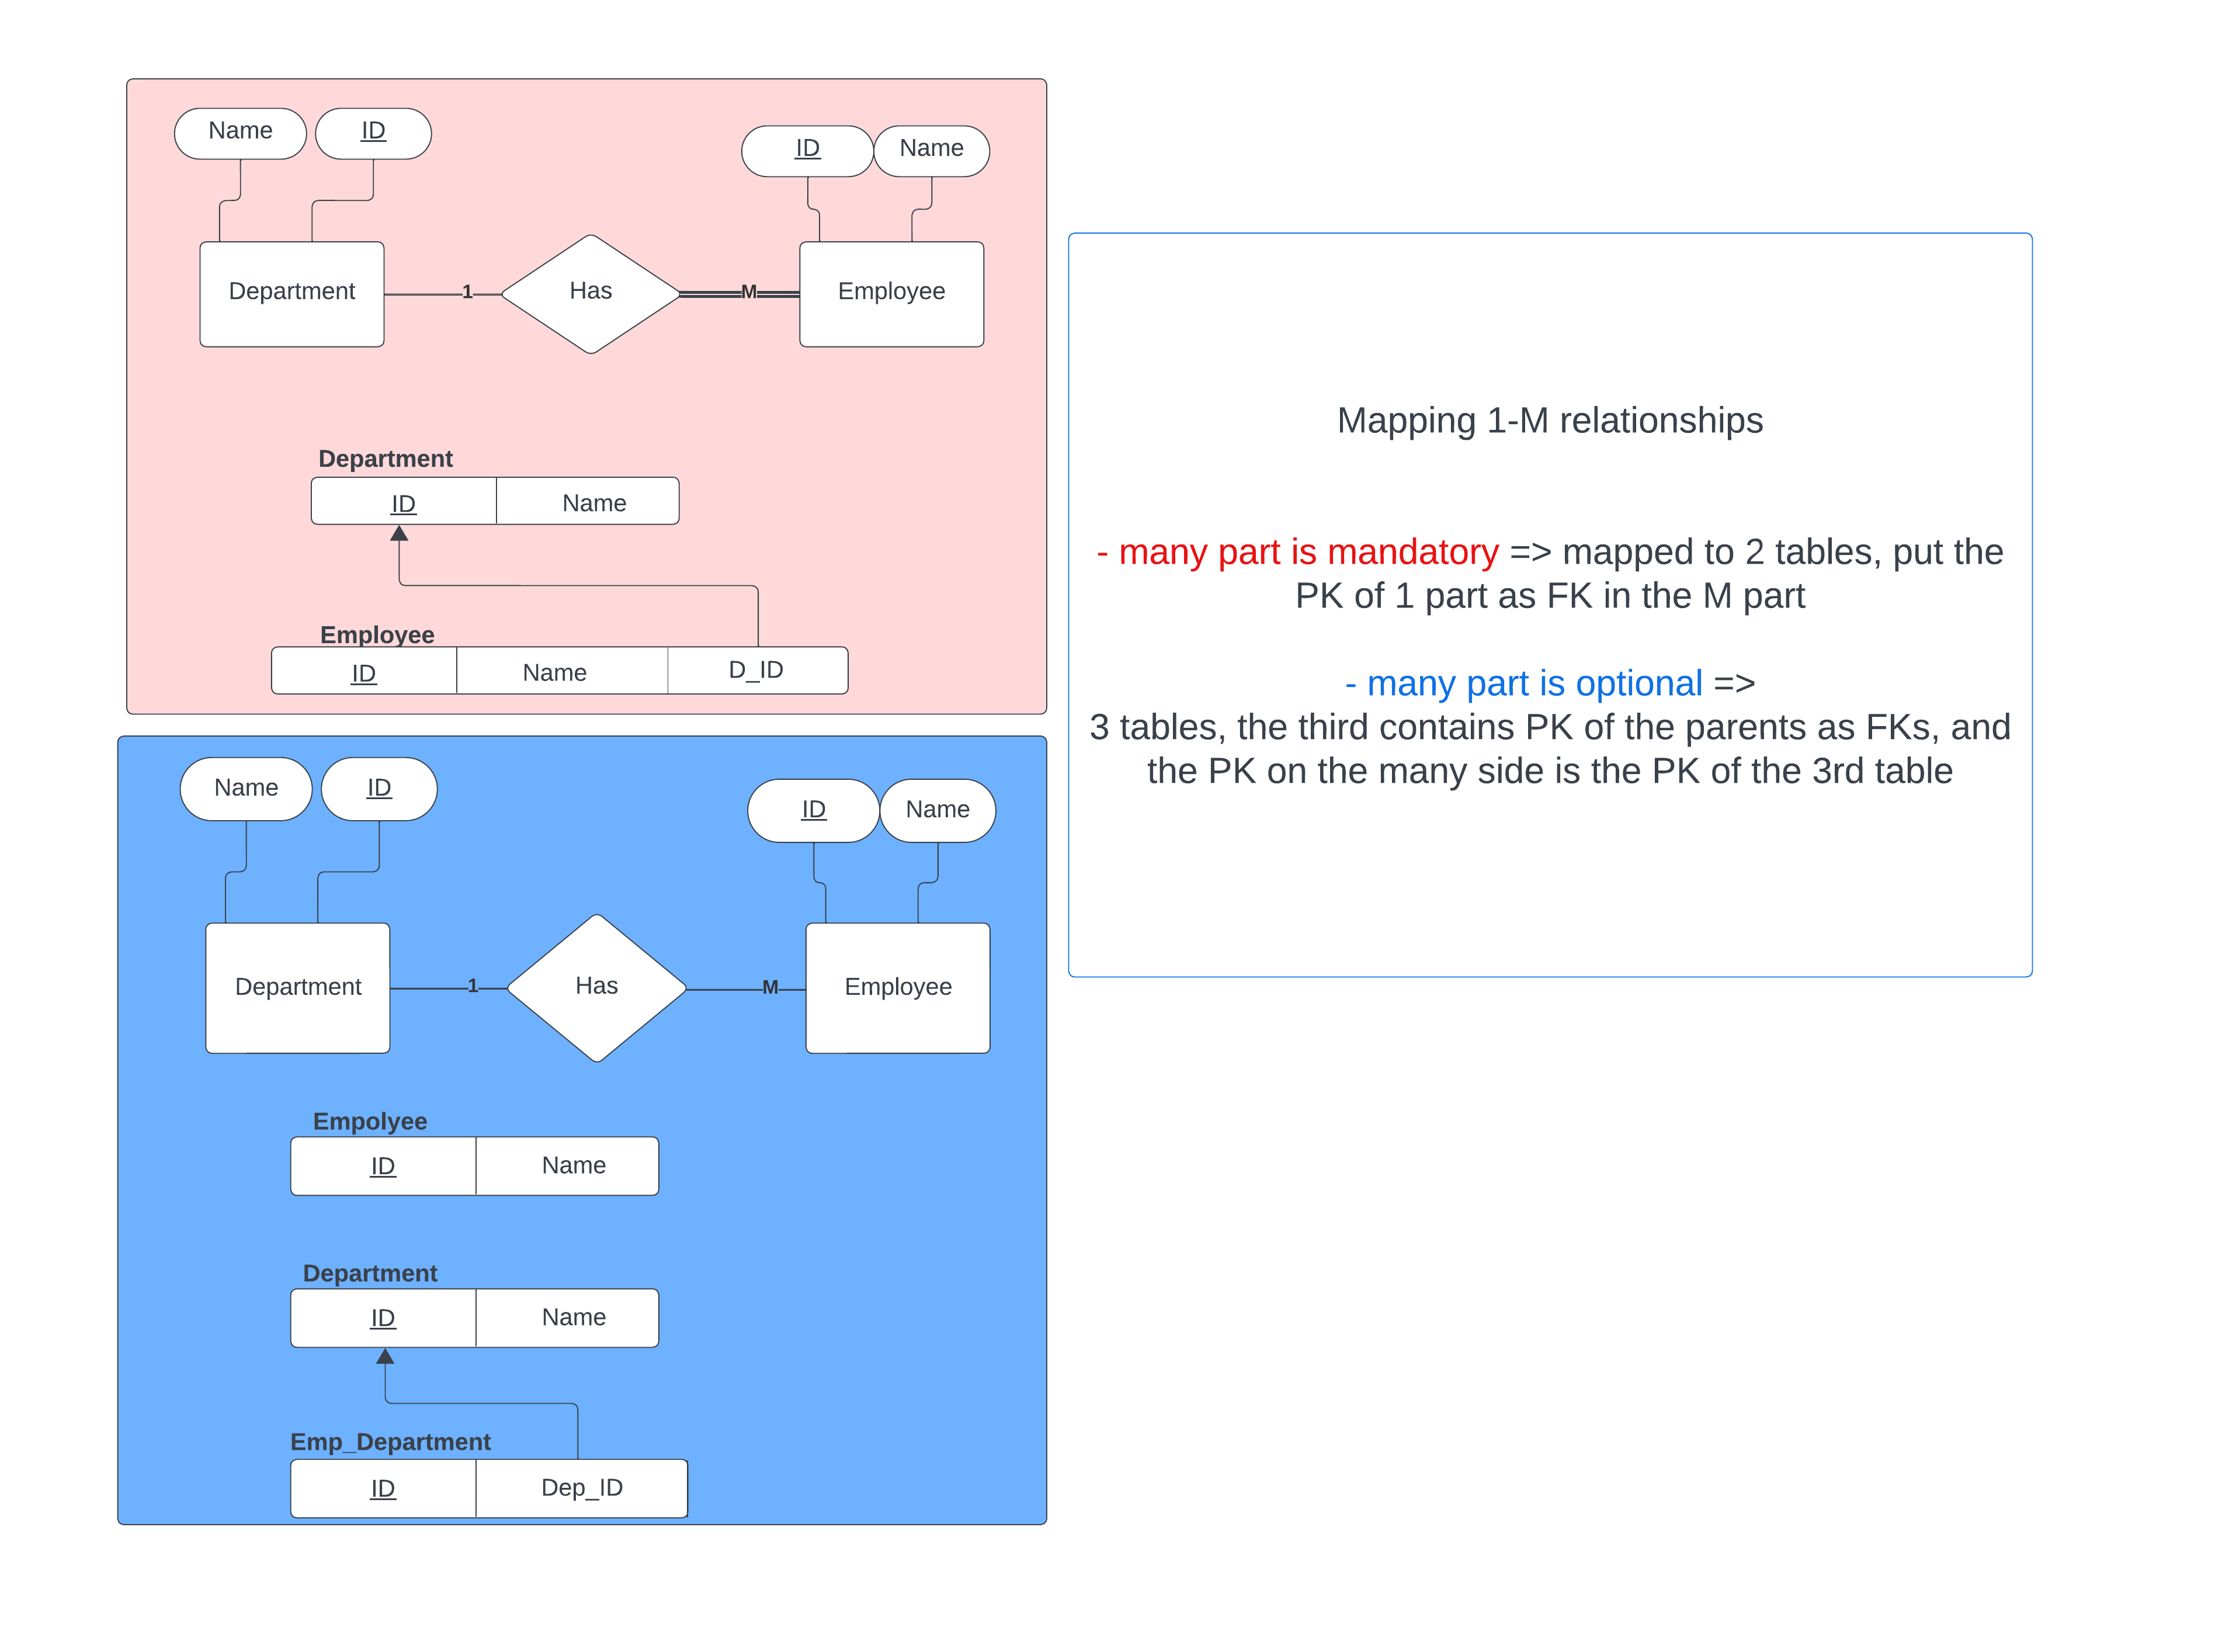 Name
ID
ID
Name
Department
1
Has
M
Employee
Department
ID
Name
Employee
ID
Name
D_ID
Mapping 1-M relationships
- many part is mandatory => mapped to 2 tables, put the
PK of 1 part as FK in the M part
- many part is optional =>
3 tables, the third contains PK of the parents as FKs, and
the PK on the many side is the PK of the 3rd table
Name
ID
ID
Name
Department
1
Has
M
Employee
Empolyee
ID
Name
Department
ID
Name
Emp_Department
ID
Dep_ID